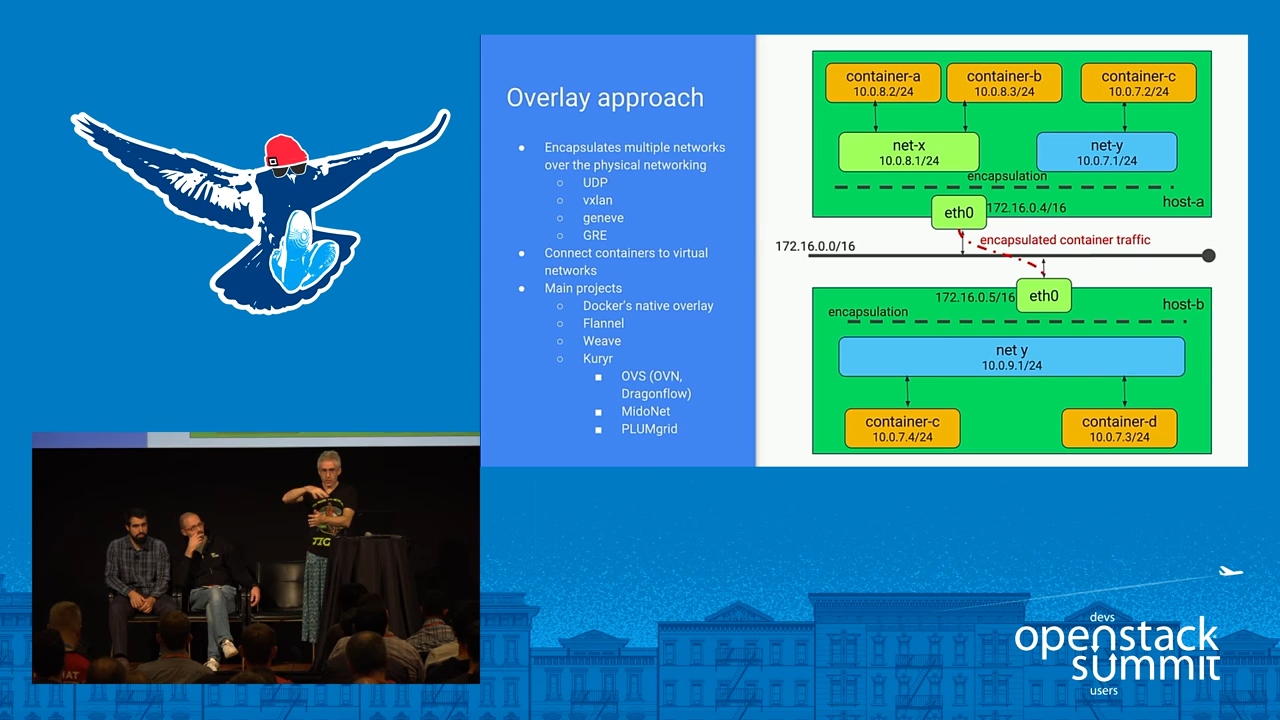 Overlay approach
● Encapsulates multiple networks
over the physical networking
○ UDP
○ vxlan
○ geneve
○ GRE
● Connect containers to virtual
networks
● Main projects
○ Docker's native overlay
○ Flannel
○ Weave
○ Kuryr
■ OVS (OVN,
Dragonflow)
■ MidoNet
■ PLUMgrid
container-a
10.0.8.2/24
container-b
10.0.8.3/24
container-c
10.0.7.2/24
net-x
10.0.8.1/24
net-y
10.0.7.1/24
encapsulation
host-a
eth0
172.16.0.4/16
encapsulated container traffic
172.16.0.0/16
172.16.0.5/16
eth0
host-b
encapsulation
net y
10.0.9.1/24
container-c
10.0.7.4/24
container-d
10.0.7.3/24
devs
openstack
summit
users